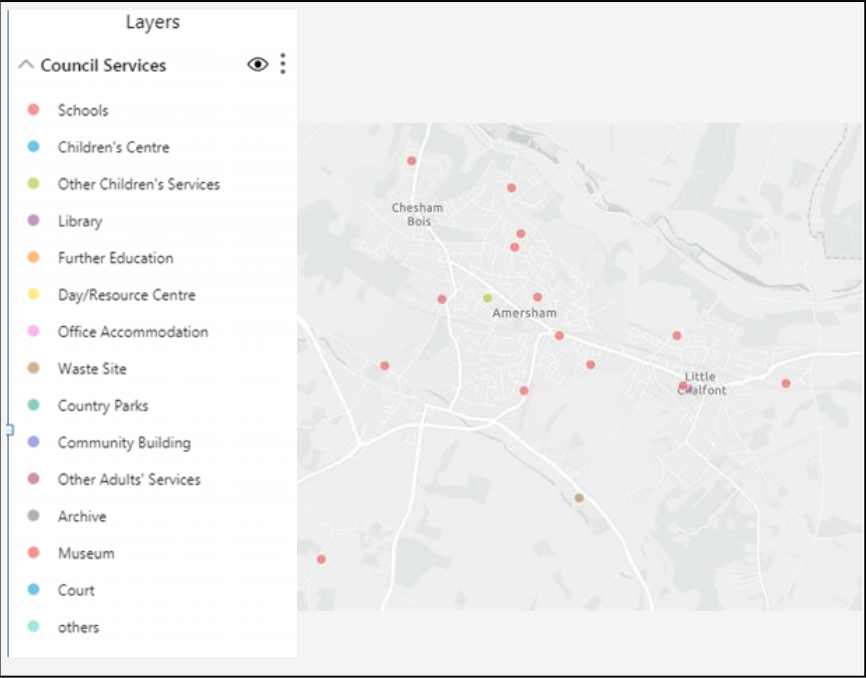 Layers
Council Services
Schools
Children's Centre
Other Children's Services
Library
Further Education
Day/Resource Centre
Office Accommodation
Waste Site
Country Parks
Community Building
Other Adults' Services
Archive
Museum
Court
others
Chesham
Bois
Amersham
Little
Chalfont